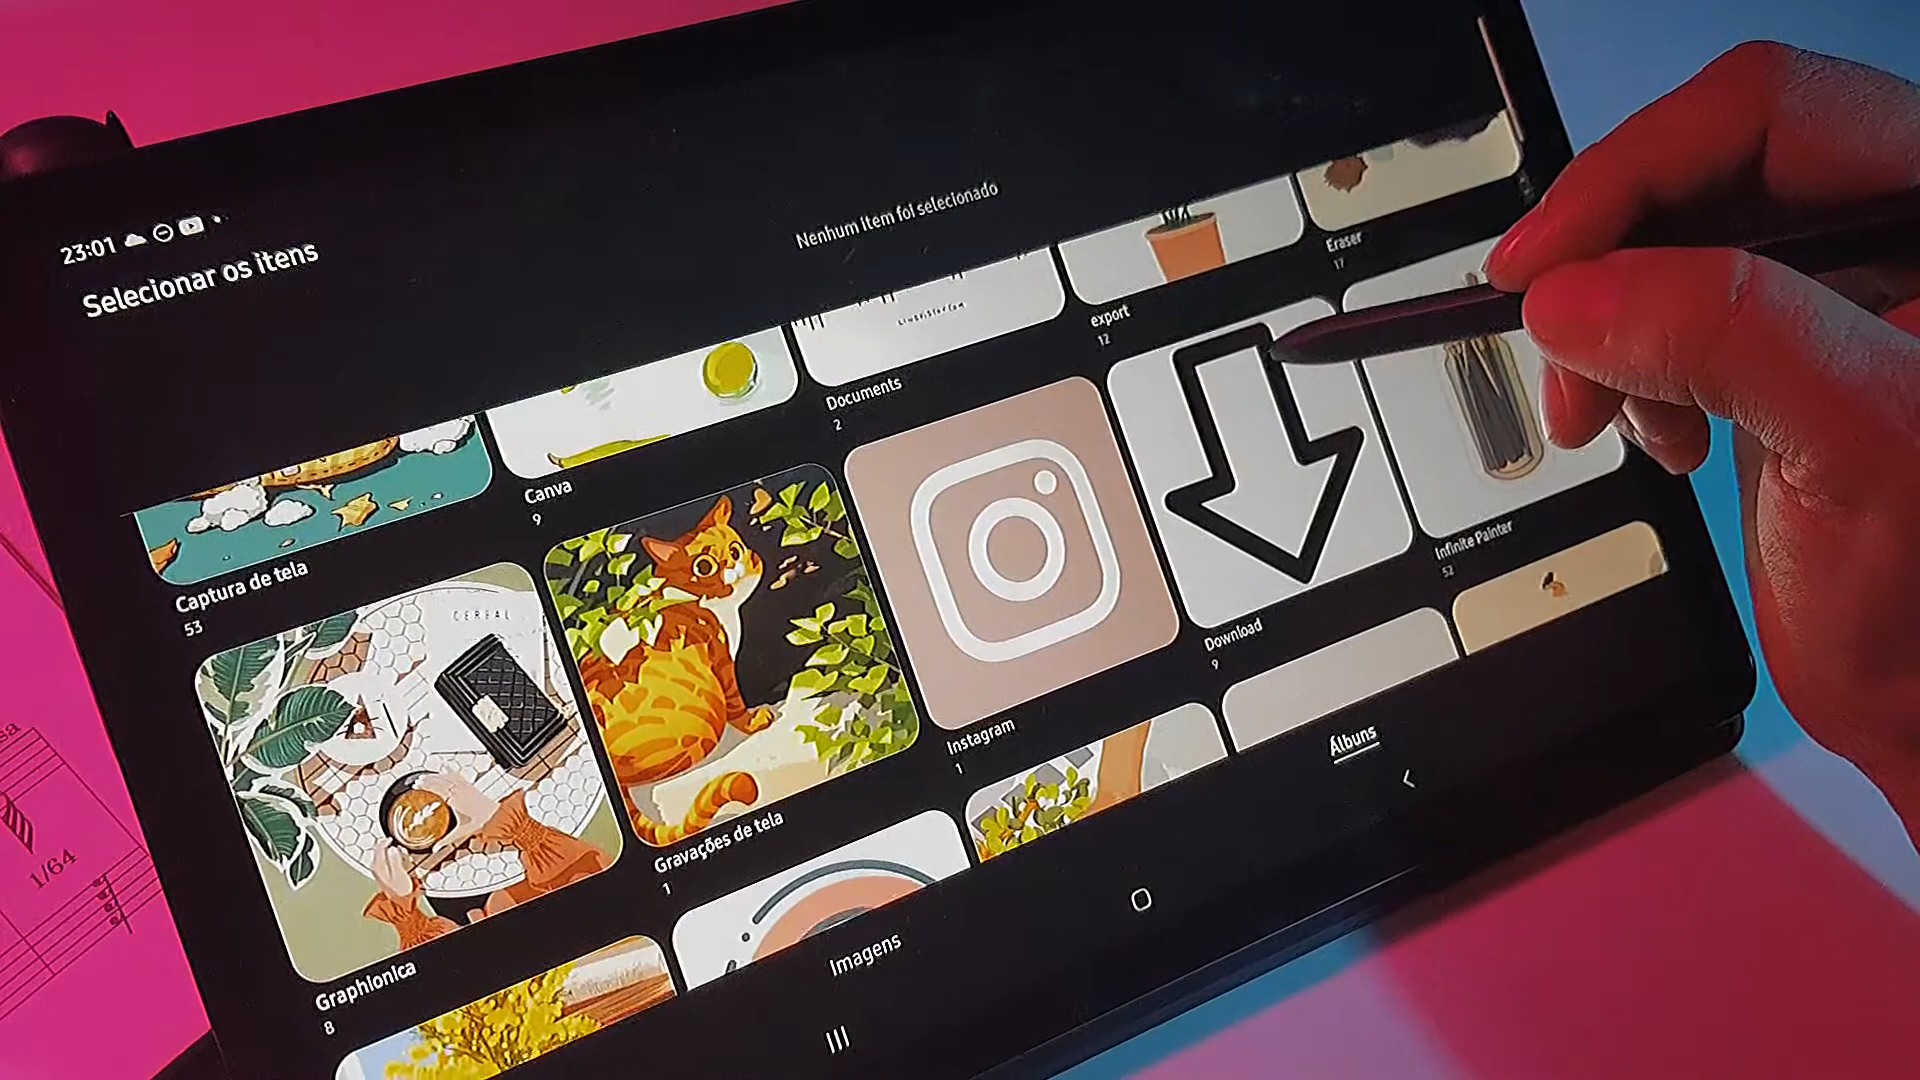 23:01
Selecionar os itens
Nenhum item foi selecionado
Captura de tela
53
Canva
9
Documents
2
export
12
Eraser
17
CEREAL
Graphionica
8
Gravações de tela
1
Instagram
1
Download
9
Infinite Painter
52
Imagens
Álbuns
1/64